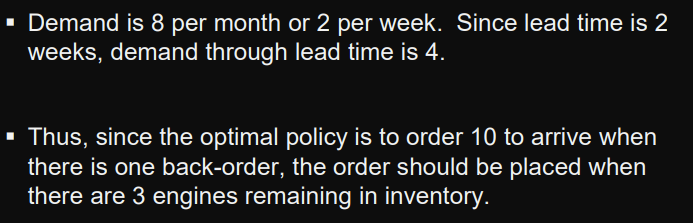 ▪ Demand is 8 per month or 2 per week.  Since lead time is 2
weeks, demand through lead time is 4.
▪ Thus, since the optimal policy is to order 10 to arrive when
there is one back-order, the order should be placed when
there are 3 engines remaining in inventory.